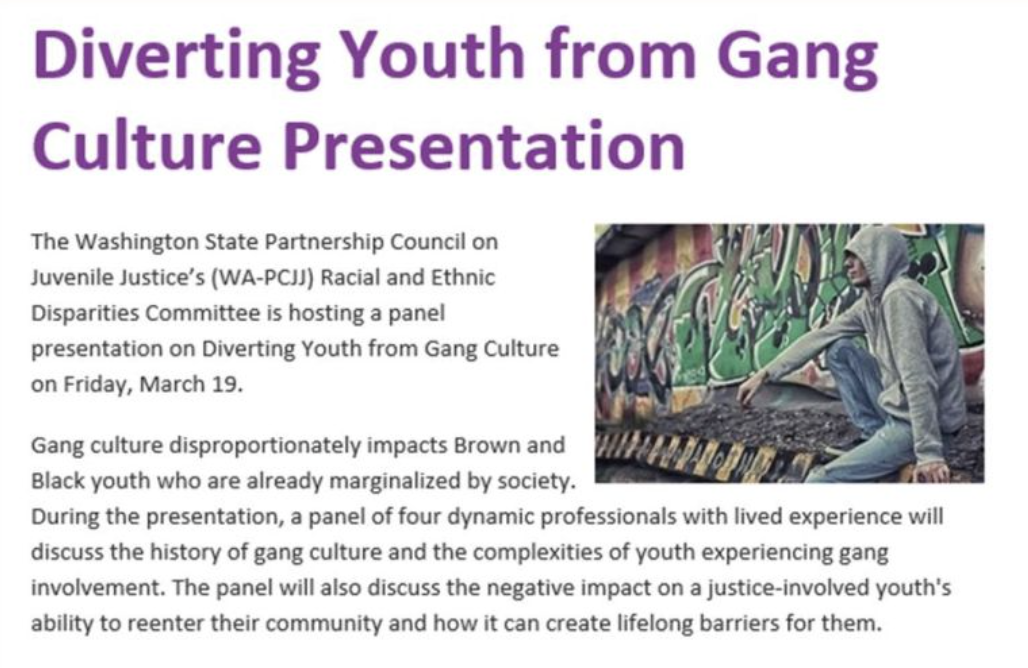 Diverting Youth from Gang
Culture Presentation
The Washington State Partnership Council on
Juvenile Justice's (WA-PCJJ) Racial and Ethnic
Disparities Committee is hosting a panel
presentation on Diverting Youth from Gang Culture
on Friday, March 19.
Gang culture disproportionately impacts Brown and
Black youth who are already marginalized by society.
During the presentation, a panel of four dynamic professionals with lived experience will
discuss the history of gang culture and the complexities of youth experiencing gang
involvement. The panel will also discuss the negative impact on a justice-involved youth's
ability to reenter their community and how it can create lifelong barriers for them.